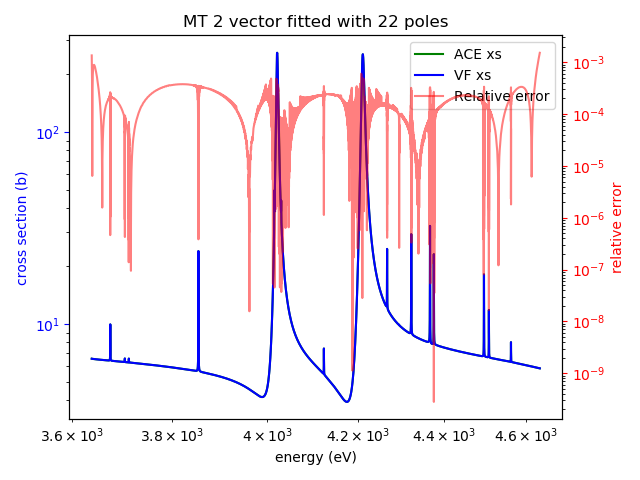 MT 2 vector fitted with 22 poles
ACE xs
VF xs
Relative error
cross section (b)
10²
10¹
relative error
10⁻³
10⁻⁴
10⁻⁵
10⁻⁶
10⁻⁷
10⁻⁸
10⁻⁹
3.6 × 10³
3.8 × 10³
4 × 10³
4.2 × 10³
4.4 × 10³
4.6 × 10³
energy (eV)